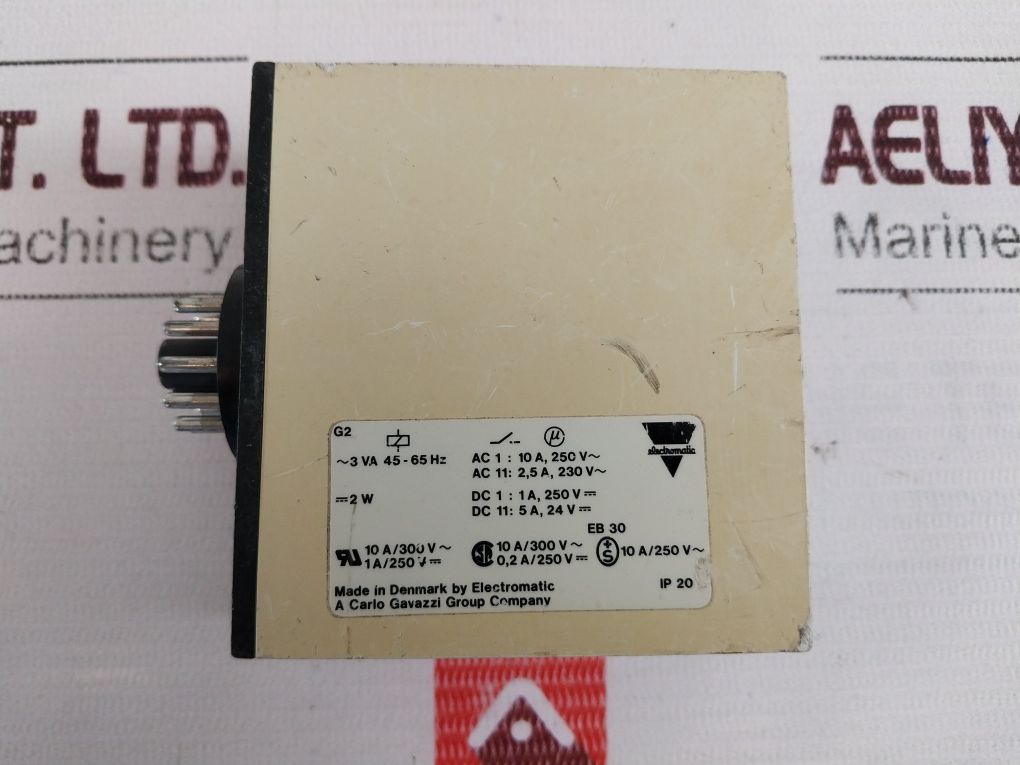 T. LTD.
achinery
AELIY
Marine
G2
µ
electromatic
~3 VA 45 - 65 Hz
AC 1 : 10 A, 250 V~
AC 11: 2,5 A, 230 V~
⎓2 W
DC 1 : 1 A, 250 V⎓
DC 11: 5 A, 24 V⎓
EB 30
10 A/300 V~
1 A/250 V⎓
10 A/300 V~
0,2 A/250 V⎓
+S
10 A/250 V~
Made in Denmark by Electromatic
A Carlo Gavazzi Group Company
IP 20